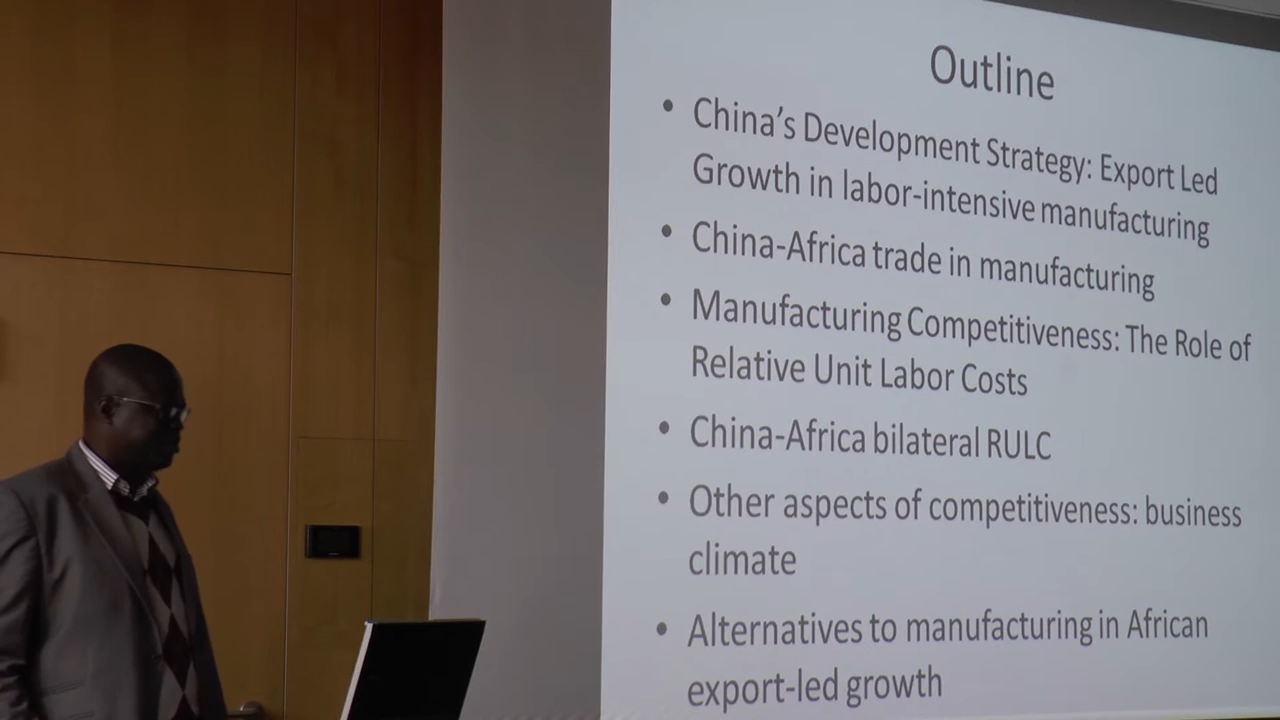 Outline
• China's Development Strategy: Export Led
Growth in labor-intensive manufacturing
• China-Africa trade in manufacturing
• Manufacturing Competitiveness: The Role of
Relative Unit Labor Costs
• China-Africa bilateral RULC
• Other aspects of competitiveness: business
climate
• Alternatives to manufacturing in African
export-led growth